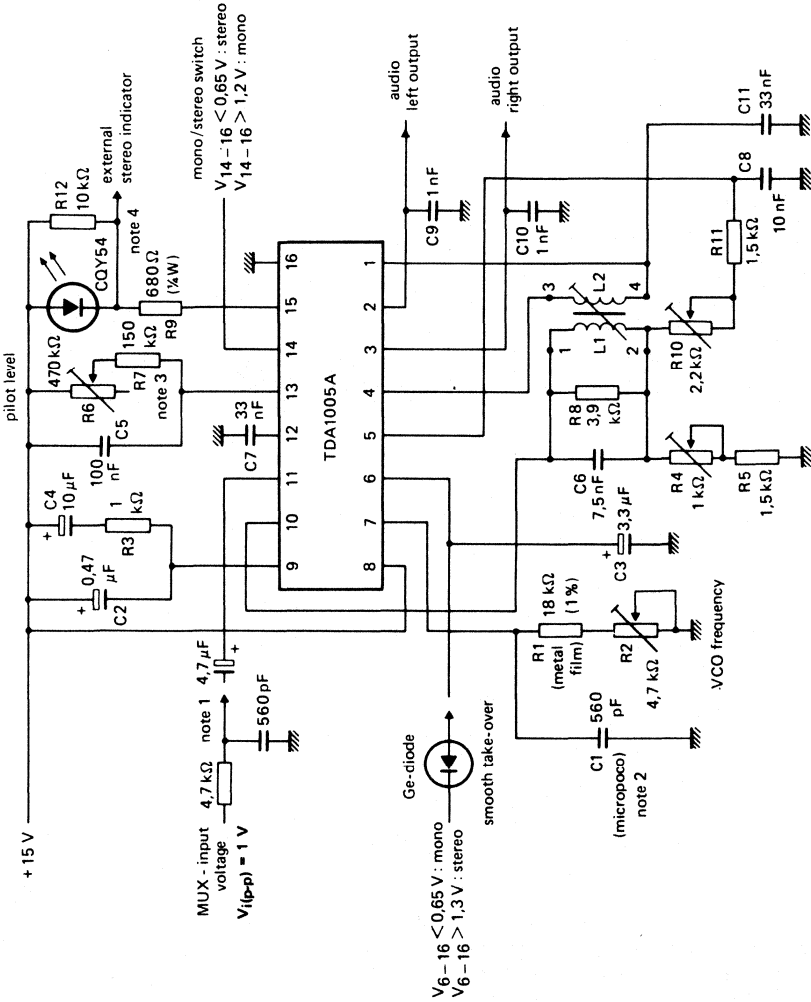 +15 V
pilot level
C2
0,47
μF
+
C4
10 μF
+
R3
1
kΩ
100
nF
C5
R6
470 kΩ
R7
150
kΩ
note 3
CQY54
R12
10 kΩ
external
stereo indicator
note 4
680 Ω
(¼W)
R9
mono/stereo switch
V14−16 < 0,65 V : stereo
V14−16 > 1,2 V : mono
MUX - input
voltage
Vi(p-p) = 1 V
4,7 kΩ
note 1
4,7 μF
+
560 pF
C7
33
nF
9
10
11
12
13
14
15
16
TDA1005A
8
7
6
5
4
3
2
1
audio
left output
C9
1 nF
audio
right output
C10
1 nF
V6−16 < 0,65 V : mono
V6−16 > 1,3 V : stereo
Ge-diode
smooth take-over
C1
560
pF
(micropoco)
note 2
R1
(metal
film)
18 kΩ
(1%)
R2
4,7 kΩ
VCO frequency
+
C3
3,3 μF
C6
7,5 nF
R8
3,9
kΩ
1
2
L1
3
4
L2
R4
1 kΩ
R5
1,5 kΩ
R10
2,2 kΩ
R11
1,5 kΩ
C8
10 nF
C11
33 nF